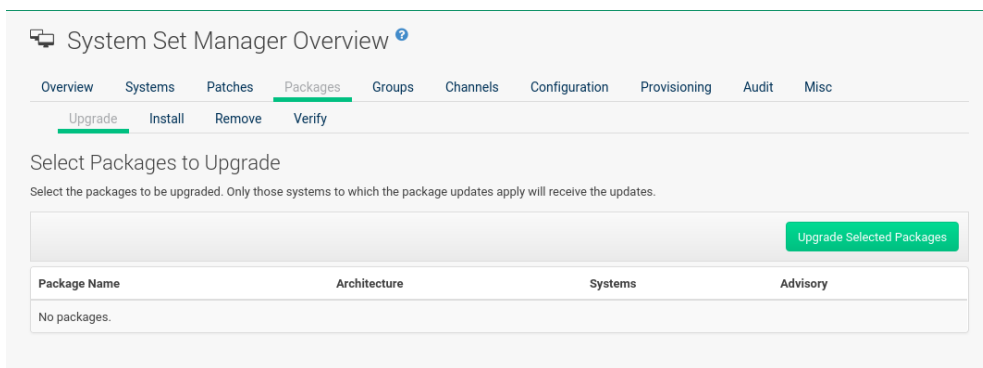 System Set Manager Overview ?
Overview Systems Patches Packages Groups Channels Configuration Provisioning Audit Misc
Upgrade Install Remove Verify
Select Packages to Upgrade
Select the packages to be upgraded. Only those systems to which the package updates apply will receive the updates.
Upgrade Selected Packages
Package Name Architecture Systems Advisory
No packages.